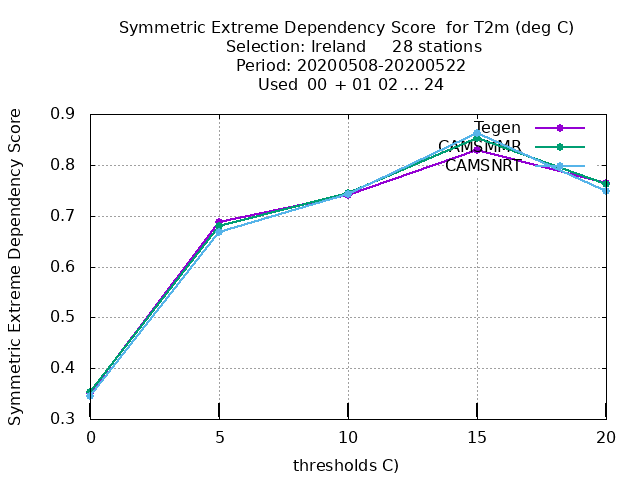 Symmetric Extreme Dependency Score  for T2m (deg C)
Selection: Ireland     28 stations
Period: 20200508-20200522
Used  00  + 01 02 ... 24
Symmetric Extreme Dependency Score
0.9
0.8
0.7
0.6
0.5
0.4
0.3
Tegen
CAMSMMR
CAMSNRT
0
5
10
15
20
thresholds C)